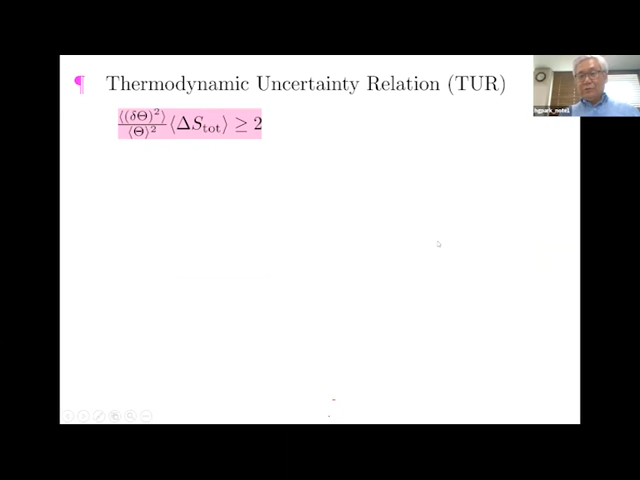 ¶ Thermodynamic Uncertainty Relation (TUR)
⟨(δΘ)²⟩/⟨Θ⟩² ⟨ΔS_tot⟩ ≥ 2